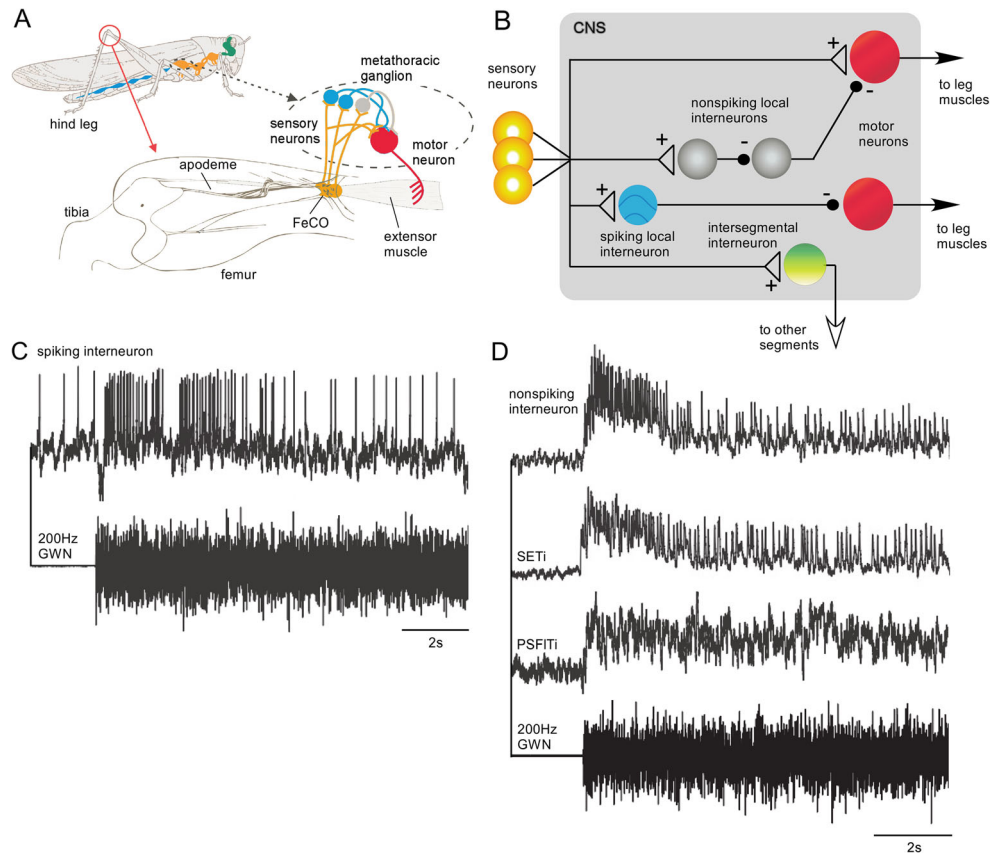 A
metathoracic
ganglion
hind leg
sensory
neurons
motor
neuron
apodeme
tibia
FeCO
extensor
muscle
femur
B
CNS
sensory
neurons
+
to leg
muscles
-
nonspiking local
interneurons
motor
neurons
+
-
+
-
spiking local
interneuron
intersegmental
interneuron
to leg
muscles
+
to other
segments
C
spiking interneuron
200Hz
GWN
2s
D
nonspiking
interneuron
SETi
PSFlTi
200Hz
GWN
2s